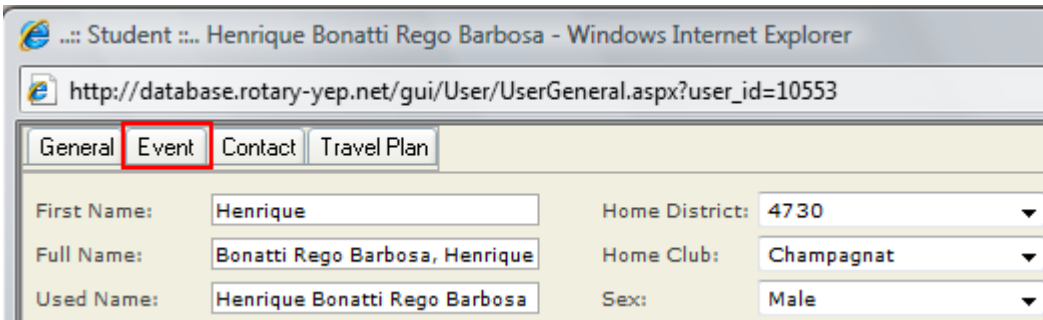 ..:: Student ::.. Henrique Bonatti Rego Barbosa - Windows Internet Explorer
http://database.rotary-yep.net/gui/User/UserGeneral.aspx?user_id=10553
General Event Contact Travel Plan
First Name: Henrique Home District: 4730
Full Name: Bonatti Rego Barbosa, Henrique Home Club: Champagnat
Used Name: Henrique Bonatti Rego Barbosa Sex: Male